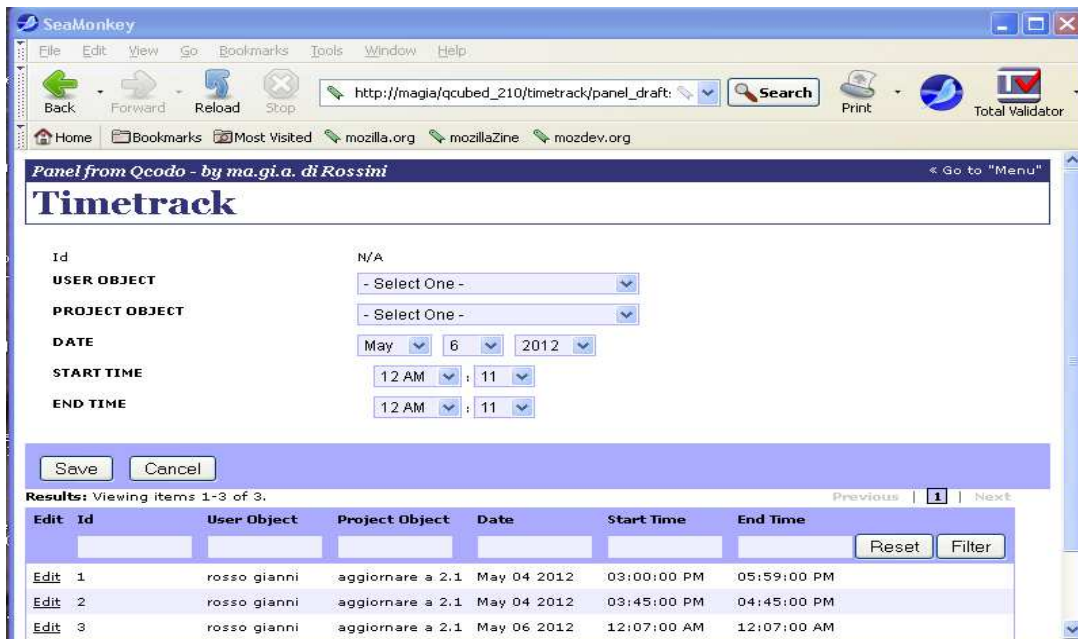 SeaMonkey
File Edit View Go Bookmarks Tools Window Help
Back Forward Reload Stop http://magia/qcubed_210/timetrack/panel_draft: Search Print Total Validator
Home Bookmarks Most Visited mozilla.org mozillaZine mozdev.org
Panel from Qcodo - by ma.gi.a. di Rossini « Go to "Menu"
Timetrack
Id N/A
USER OBJECT - Select One -
PROJECT OBJECT - Select One -
DATE May 6 2012
START TIME 12 AM : 11
END TIME 12 AM : 11
Save Cancel
Results: Viewing items 1-3 of 3. Previous | 1 | Next
Edit Id User Object Project Object Date Start Time End Time
Reset Filter
Edit 1 rosso gianni aggiornare a 2.1 May 04 2012 03:00:00 PM 05:59:00 PM
Edit 2 rosso gianni aggiornare a 2.1 May 04 2012 03:45:00 PM 04:45:00 PM
Edit 3 rosso gianni aggiornare a 2.1 May 06 2012 12:07:00 AM 12:07:00 AM